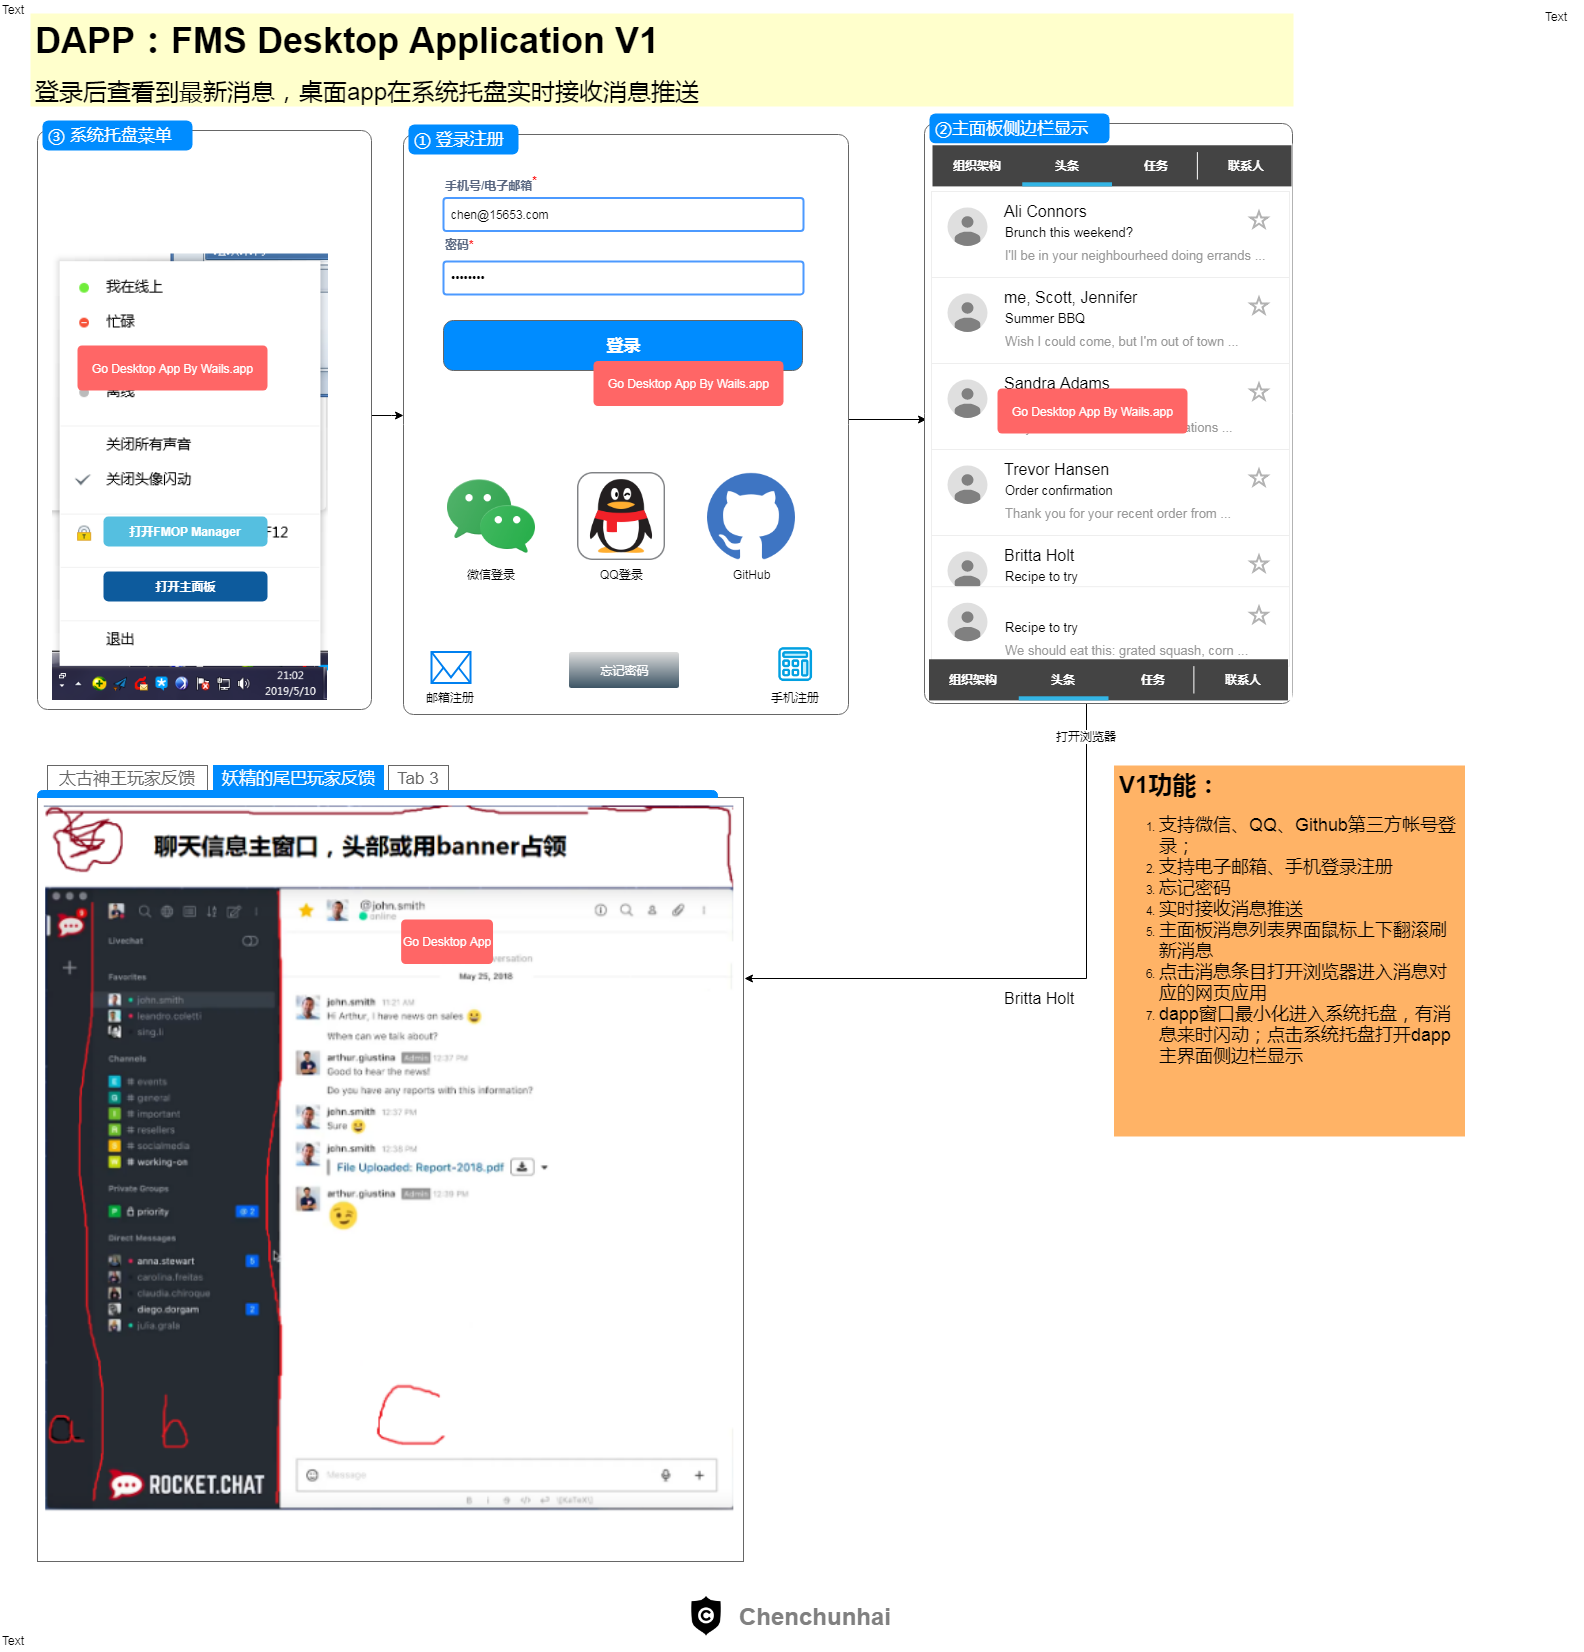 Text
Text
DAPP：FMS Desktop Application V1
登录后查看到最新消息，桌面app在系统托盘实时接收消息推送
③ 系统托盘菜单
我在线上
忙碌
Go Desktop App By Wails.app
离线
关闭所有声音
关闭头像闪动
打开FMOP Manager
F12
打开主面板
退出
21:02
2019/5/10
① 登录注册
手机号/电子邮箱*
chen@15653.com
密码*
••••••••
登录
Go Desktop App By Wails.app
微信登录
QQ登录
GitHub
邮箱注册
忘记密码
手机注册
②主面板侧边栏显示
组织架构 头条 任务 联系人
Ali Connors
Brunch this weekend?
I'll be in your neighbourheed doing errands ...
me, Scott, Jennifer
Summer BBQ
Wish I could come, but I'm out of town ...
Sandra Adams
Go Desktop App By Wails.app
ations ...
Trevor Hansen
Order confirmation
Thank you for your recent order from ...
Britta Holt
Recipe to try
Recipe to try
We should eat this: grated squash, corn ...
组织架构 头条 任务 联系人
打开浏览器
Britta Holt
太古神王玩家反馈
妖精的尾巴玩家反馈
Tab 3
聊天信息主窗口，头部或用banner占领
Livechat
Favorites
john.smith
leandro.coletti
sing.li
Channels
E # events
G # general
I # important
R # resellers
S # socialmedia
W # working-on
Private Groups
P priority @ 2
Direct Messages
anna.stewart 5
carolina.freitas
claudia.chiroque
diego.dorgam 2
julia.grala
a
b
ROCKET.CHAT
@john.smith
online
Go Desktop App
versation
May 25, 2018
john.smith 11:21 AM
Hi Arthur, I have news on sales
When can we talk about?
arthur.giustina Admin 12:37 PM
Good to hear the news!
Do you have any reports with this information?
john.smith 12:37 PM
Sure
john.smith 12:38 PM
File Uploaded: Report-2018.pdf
arthur.giustina Admin 12:39 PM
C
Message
V1功能：
1. 支持微信、QQ、Github第三方帐号登
录；
2. 支持电子邮箱、手机登录注册
3. 忘记密码
4. 实时接收消息推送
5. 主面板消息列表界面鼠标上下翻滚刷
新消息
6. 点击消息条目打开浏览器进入消息对
应的网页应用
7. dapp窗口最小化进入系统托盘，有消
息来时闪动；点击系统托盘打开dapp
主界面侧边栏显示
Chenchunhai
Text